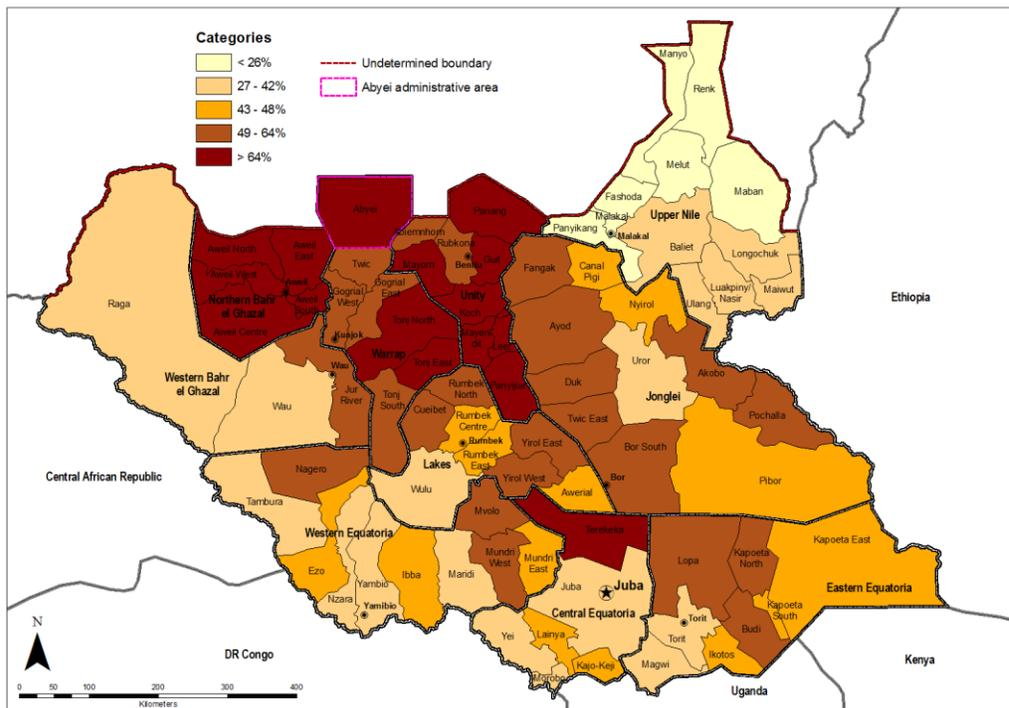 Categories
< 26%
27 - 42%
43 - 48%
49 - 64%
> 64%
Undetermined boundary
Abyei administrative area
Manyo
Renk
Melut
Maban
Fashoda
Malakal
Panyikang
Malakal
Upper Nile
Baliet
Longochuk
Luakpiny/
Nasir
Maiwut
Ulang
Abyei
Pariang
Abiemnhom
Rubkona
Mayom
Bentiu
Guit
Unity
Koch
Leer
Panyijiar
Aweil North
Aweil
East
Aweil West
Aweil
Northern Bahr
el Ghazal
Aweil
South
Aweil Centre
Twic
Gogrial
West
Gogrial
East
Kuajok
Tonj North
Warrap
Tonj East
Tonj
South
Raga
Western Bahr
el Ghazal
Wau
Wau
Jur
River
Fangak
Canal
Pigi
Nyirol
Ayod
Uror
Akobo
Duk
Jonglei
Pochalla
Twic East
Bor South
Bor
Pibor
Rumbek
North
Cueibet
Rumbek
Centre
Rumbek
Rumbek
East
Lakes
Wulu
Yirol East
Yirol West
Awerial
Nagero
Tambura
Western Equatoria
Ezo
Nzara
Yambio
Yamibio
Ibba
Maridi
Mvolo
Mundri
West
Mundri
East
Terekeka
Juba
Juba
Central Equatoria
Yei
Lainya
Morobo
Kajo-Keji
Lopa
Kapoeta
North
Kapoeta East
Eastern Equatoria
Kapoeta
South
Budi
Torit
Torit
Ikotos
Magwi
Ethiopia
Central African Republic
DR Congo
Uganda
Kenya
N
0 50 100 200 300 400
Kilometers